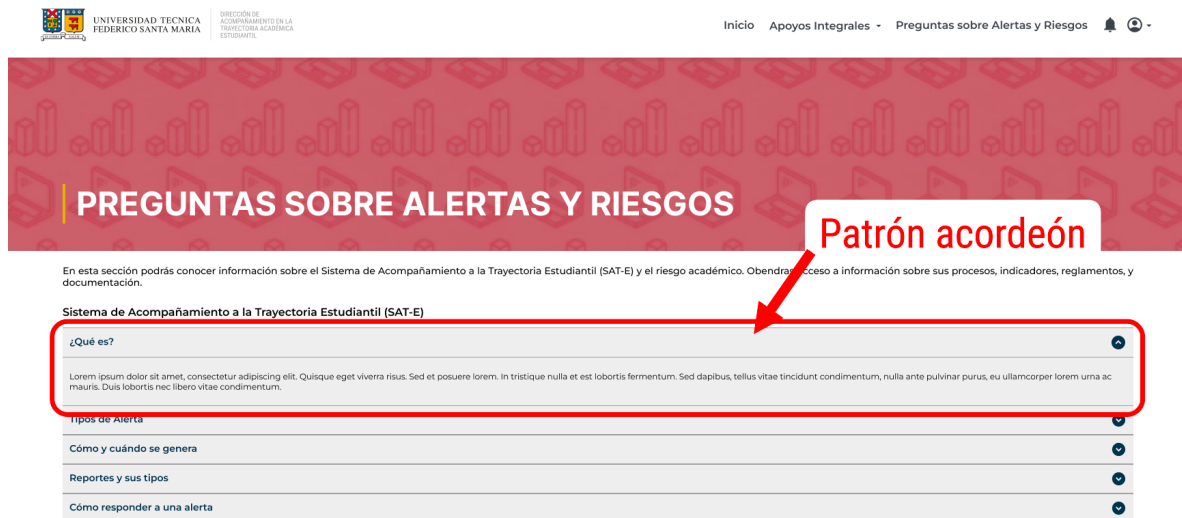 UNIVERSIDAD TECNICA
FEDERICO SANTA MARIA
DIRECCIÓN DE
ACOMPAÑAMIENTO EN LA
TRAYECTORIA ACADÉMICA
ESTUDIANTIL
Inicio Apoyos Integrales Preguntas sobre Alertas y Riesgos
PREGUNTAS SOBRE ALERTAS Y RIESGOS
Patrón acordeón
En esta sección podrás conocer información sobre el Sistema de Acompañamiento a la Trayectoria Estudiantil (SAT-E) y el riesgo académico. Obendras acceso a información sobre sus procesos, indicadores, reglamentos, y
documentación.
Sistema de Acompañamiento a la Trayectoria Estudiantil (SAT-E)
¿Qué es?
Lorem ipsum dolor sit amet, consectetur adipiscing elit. Quisque eget viverra risus. Sed et posuere lorem. In tristique nulla et est lobortis fermentum. Sed dapibus, tellus vitae tincidunt condimentum, nulla ante pulvinar purus, eu ullamcorper lorem urna ac
mauris. Duis lobortis nec libero vitae condimentum.
Tipos de Alerta
Cómo y cuándo se genera
Reportes y sus tipos
Cómo responder a una alerta